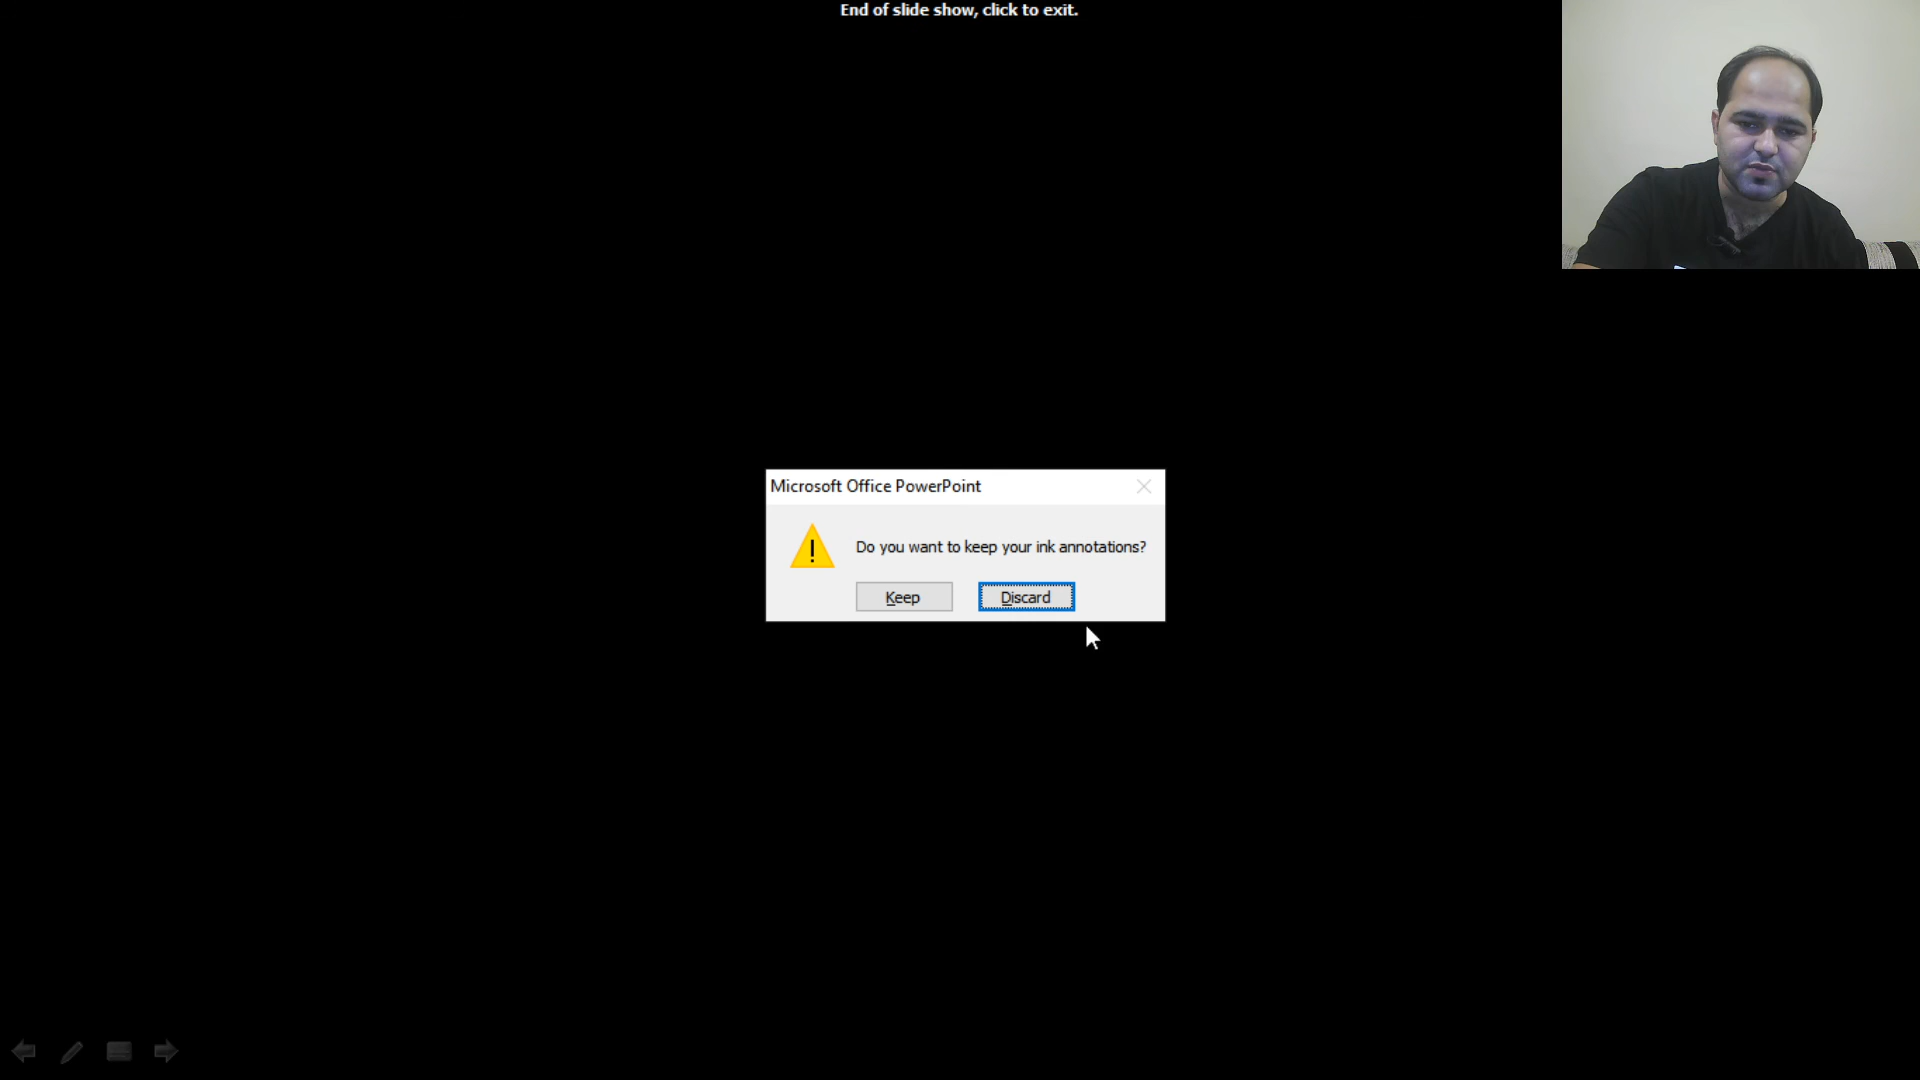 End of slide show, click to exit.
Microsoft Office PowerPoint
Do you want to keep your ink annotations?
Keep
Discard